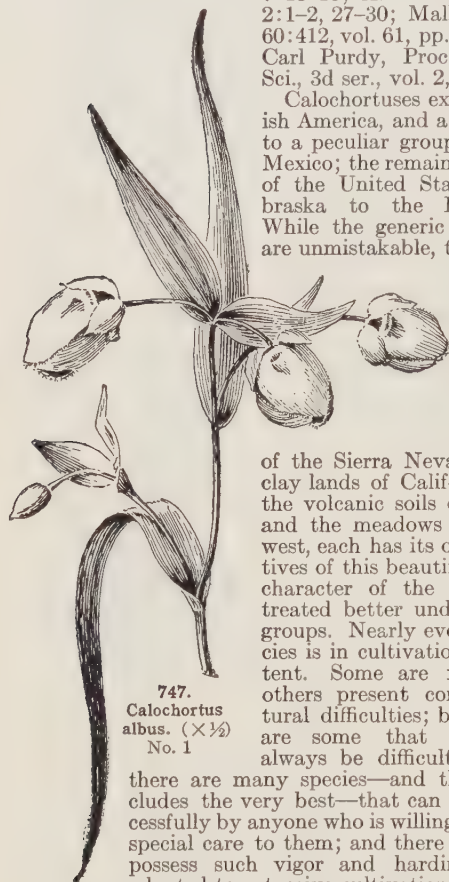 2:1–2, 27–30; Mal
60:412, vol. 61, pp.
Carl Purdy, Proc
Sci., 3d ser., vol. 2,
Calochortuses ex
ish America, and a
to a peculiar group
Mexico; the remain
of the United Sta
braska to the
While the generic
are unmistakable, t
of the Sierra Neva
clay lands of Calif
the volcanic soils
and the meadows
west, each has its
tives of this beauti
character of the
treated better und
groups. Nearly eve
cies is in cultivatio
tent. Some are
others present con
tural difficulties; b
are some that
always be difficult
747.
Calochortus
albus. (×½)
No. 1
there are many species—and th
cludes the very best—that can
cessfully by anyone who is willing
special care to them; and there
possess such vigor and hardin